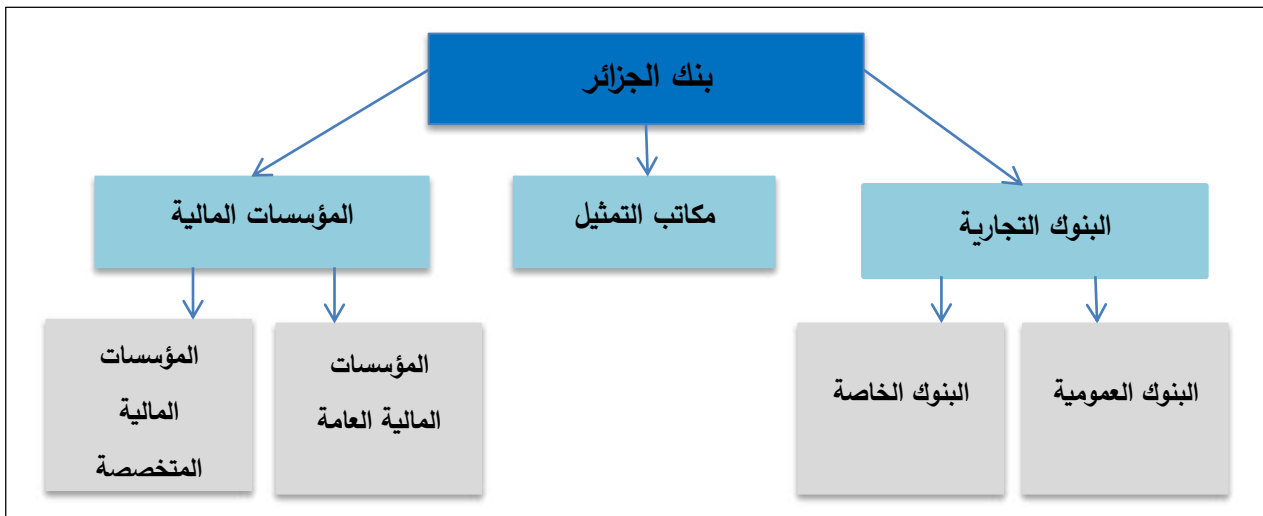 بنك الجزائر
البنوك التجارية
مكاتب التمثيل
المؤسسات المالية
البنوك العمومية
البنوك الخاصة
المؤسسات
المالية العامة
المؤسسات
المالية
المتخصصة